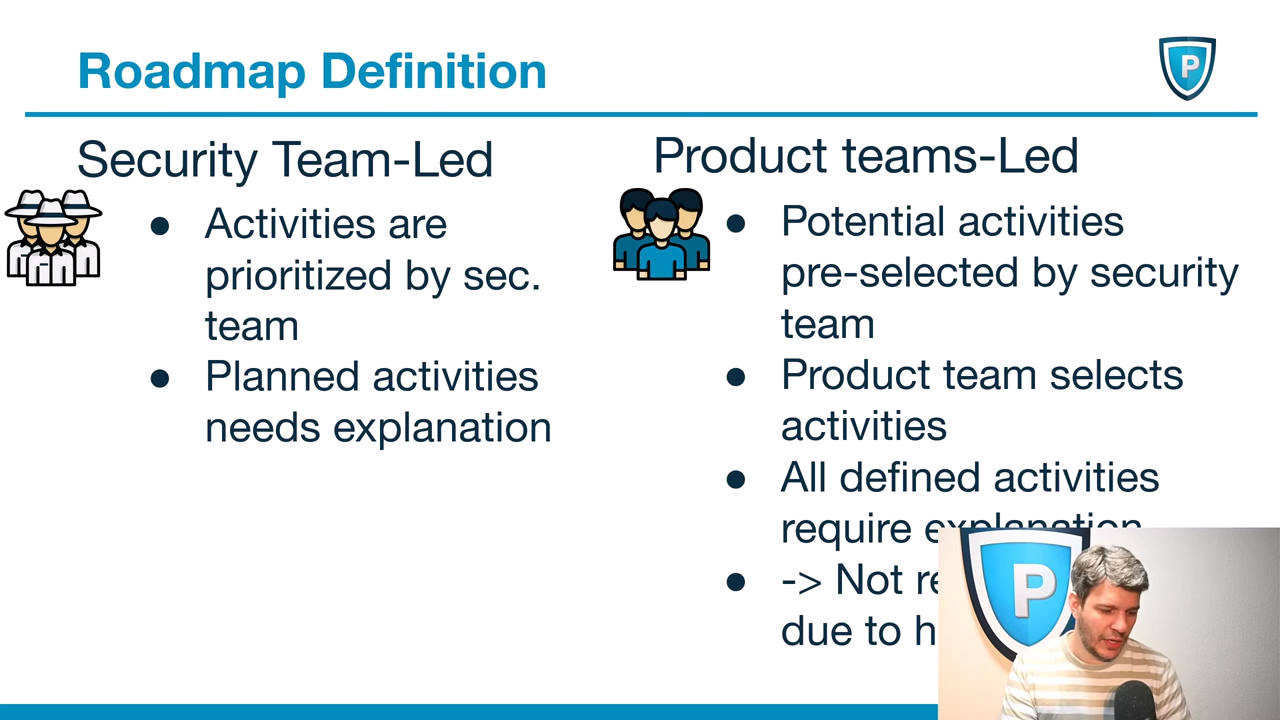 Roadmap Definition
P
Security Team-Led
● Activities are
prioritized by sec.
team
● Planned activities
needs explanation
Product teams-Led
● Potential activities
pre-selected by security
team
● Product team selects
activities
● All defined activities
require explanation
● -> Not
due to
P